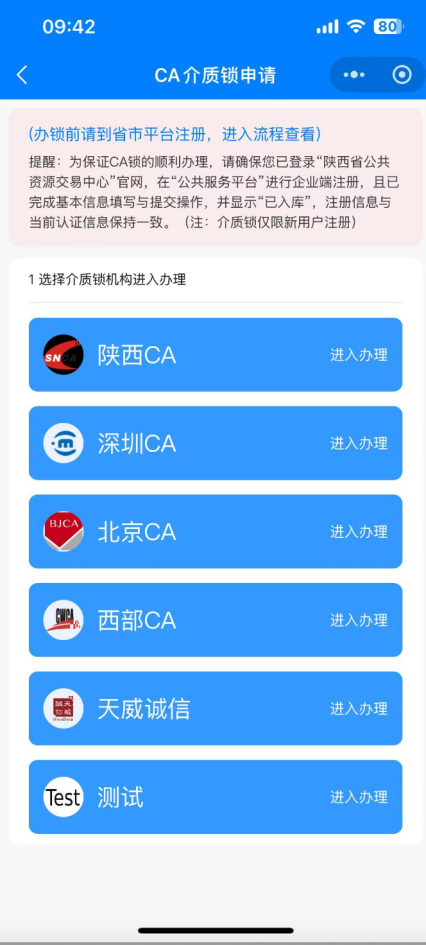 09:42
80
CA介质锁申请
(办锁前请到省市平台注册，进入流程查看)
提醒：为保证CA锁的顺利办理，请确保您已登录“陕西省公共
资源交易中心”官网，在“公共服务平台”进行企业端注册，且已
完成基本信息填写与提交操作，并显示“已入库”，注册信息与
当前认证信息保持一致。（注：介质锁仅限新用户注册）
1 选择介质锁机构进入办理
SNCA 陕西CA 进入办理
深圳CA 进入办理
BJCA 北京CA 进入办理
CWCA 西部CA 进入办理
天威诚信 进入办理
Test 测试 进入办理